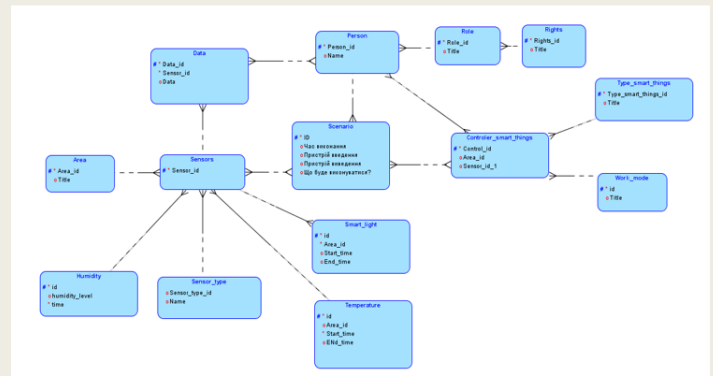 Person
# * Person_id
o Name
Role
# * Role_id
o Title
Rights
# * Rights_id
o Title
Data
# * Data_id
* Sensor_id
o Data
Type_smart_things
# * Type_smart_things_id
o Title
Scenario
# * ID
o Час виконання
o Пристрій введення
o Пристрій виведення
o Що буде виконуватися?
Controler_smart_things
# * Control_id
o Area_id
o Sensor_id_1
Area
# * Area_id
o Title
Sensors
# * Sensor_id
Work_mode
# * id
o Title
Smart_light
# * id
* Area_id
o Start_time
o End_time
Humidity
# * id
o humidity_level
* time
Sensor_type
o Sensor_type_id
o Name
Temperature
# * id
o Area_id
* Start_time
o ENd_time